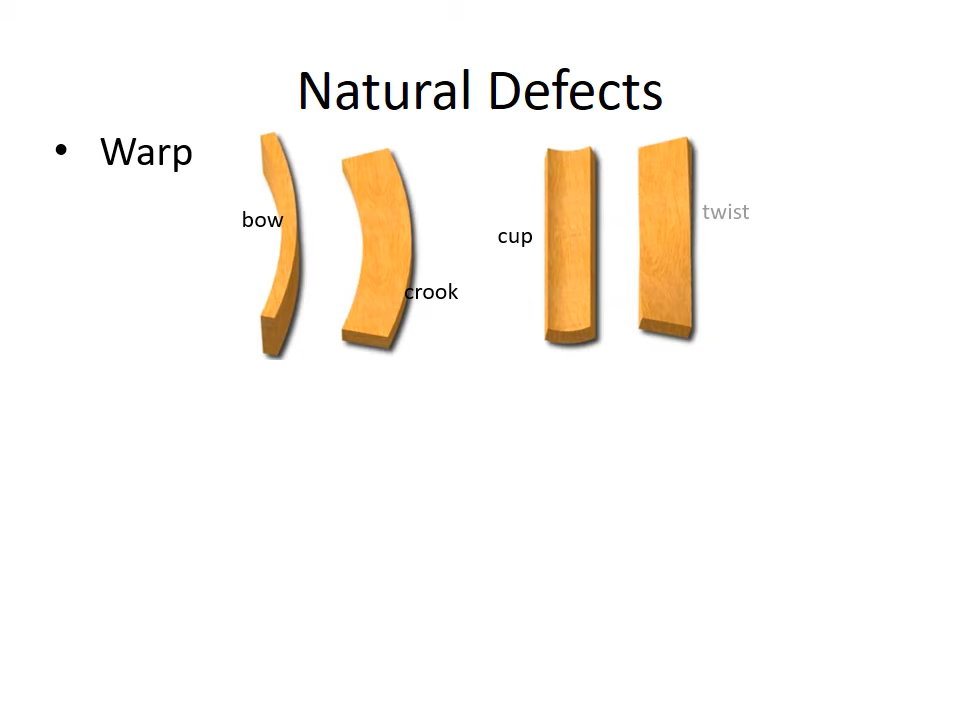 Natural Defects
• Warp
bow
crook
cup
twist